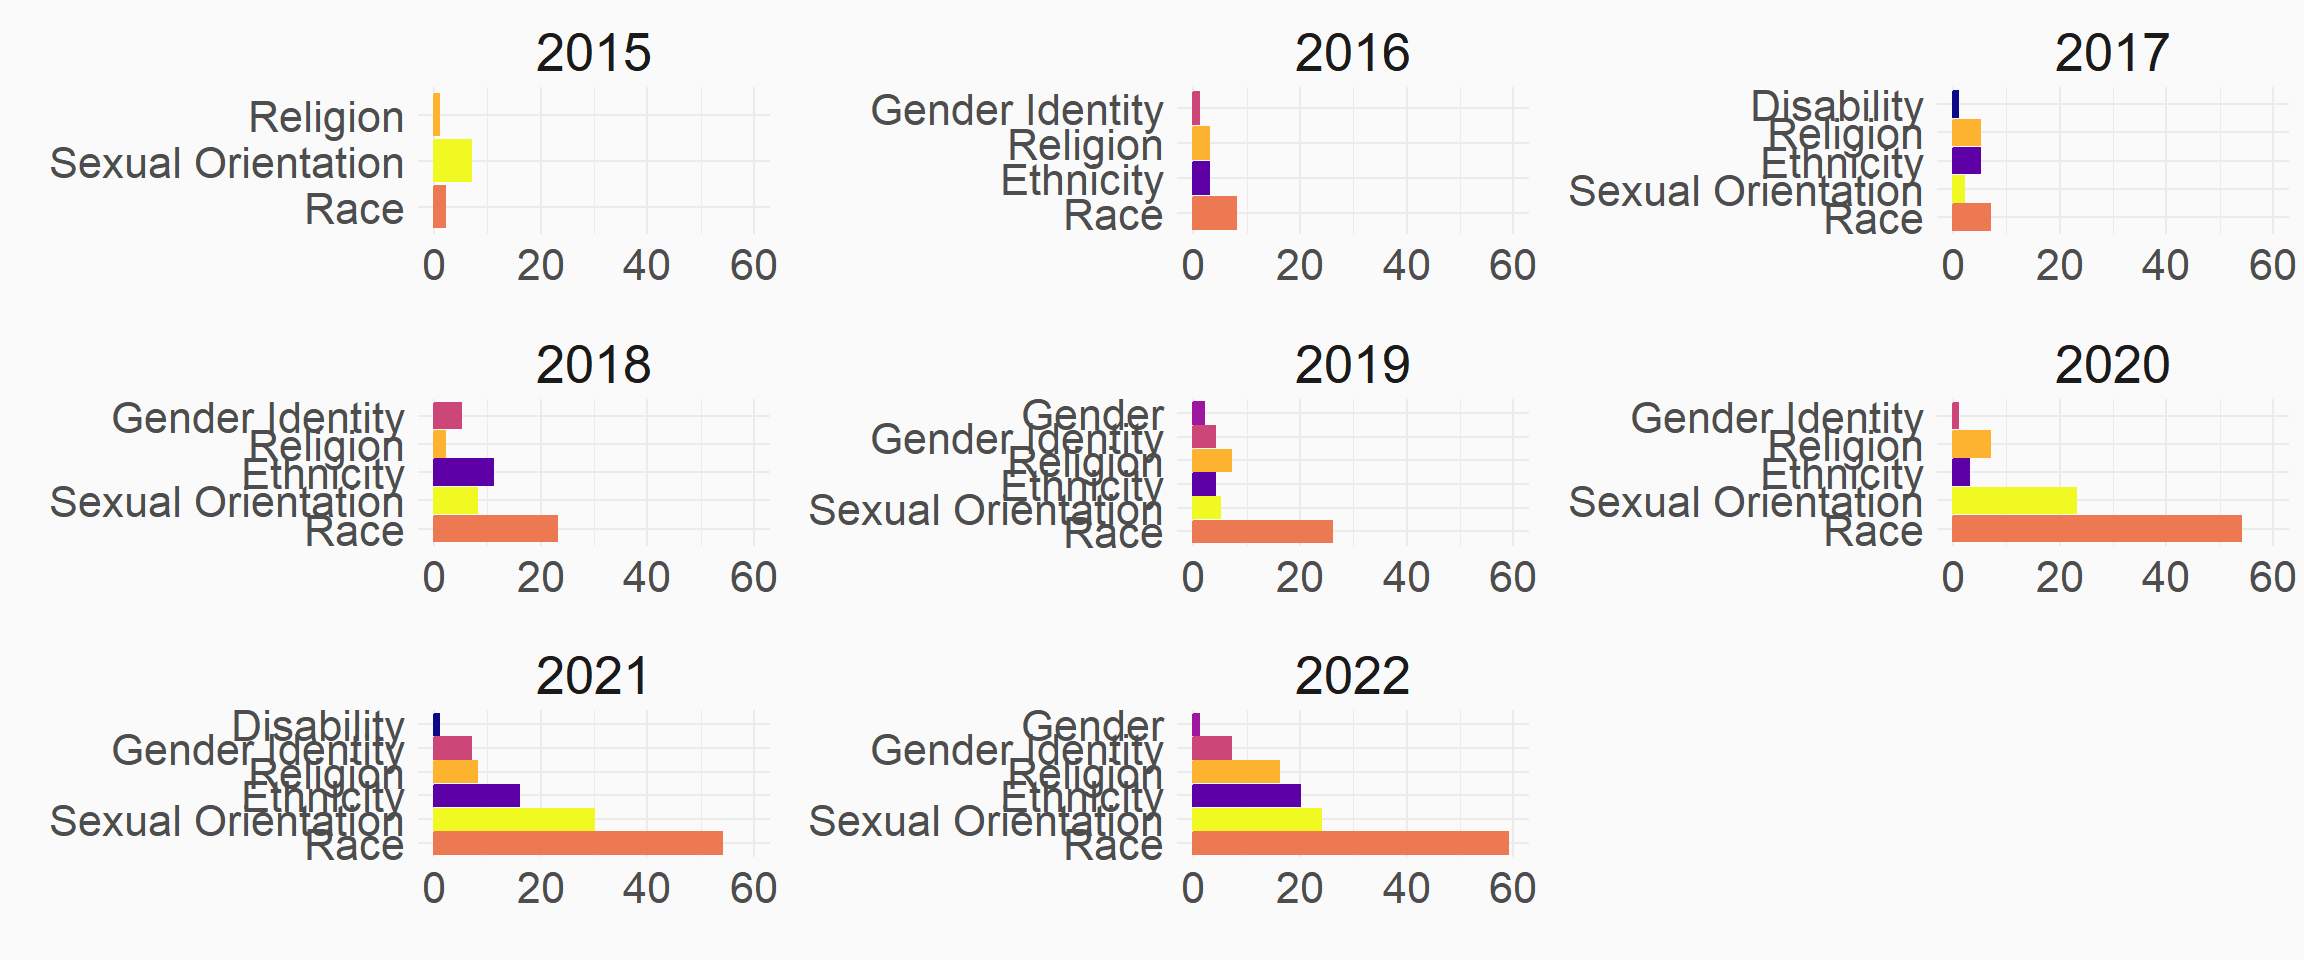 2015
Religion
Sexual Orientation
Race
0 20 40 60
2016
Gender Identity
Religion
Ethnicity
Race
0 20 40 60
2017
Disability
Religion
Ethnicity
Sexual Orientation
Race
0 20 40 60
2018
Gender Identity
Religion
Ethnicity
Sexual Orientation
Race
0 20 40 60
2019
Gender
Gender Identity
Religion
Ethnicity
Sexual Orientation
Race
0 20 40 60
2020
Gender Identity
Religion
Ethnicity
Sexual Orientation
Race
0 20 40 60
2021
Disability
Gender Identity
Religion
Ethnicity
Sexual Orientation
Race
0 20 40 60
2022
Gender
Gender Identity
Religion
Ethnicity
Sexual Orientation
Race
0 20 40 60